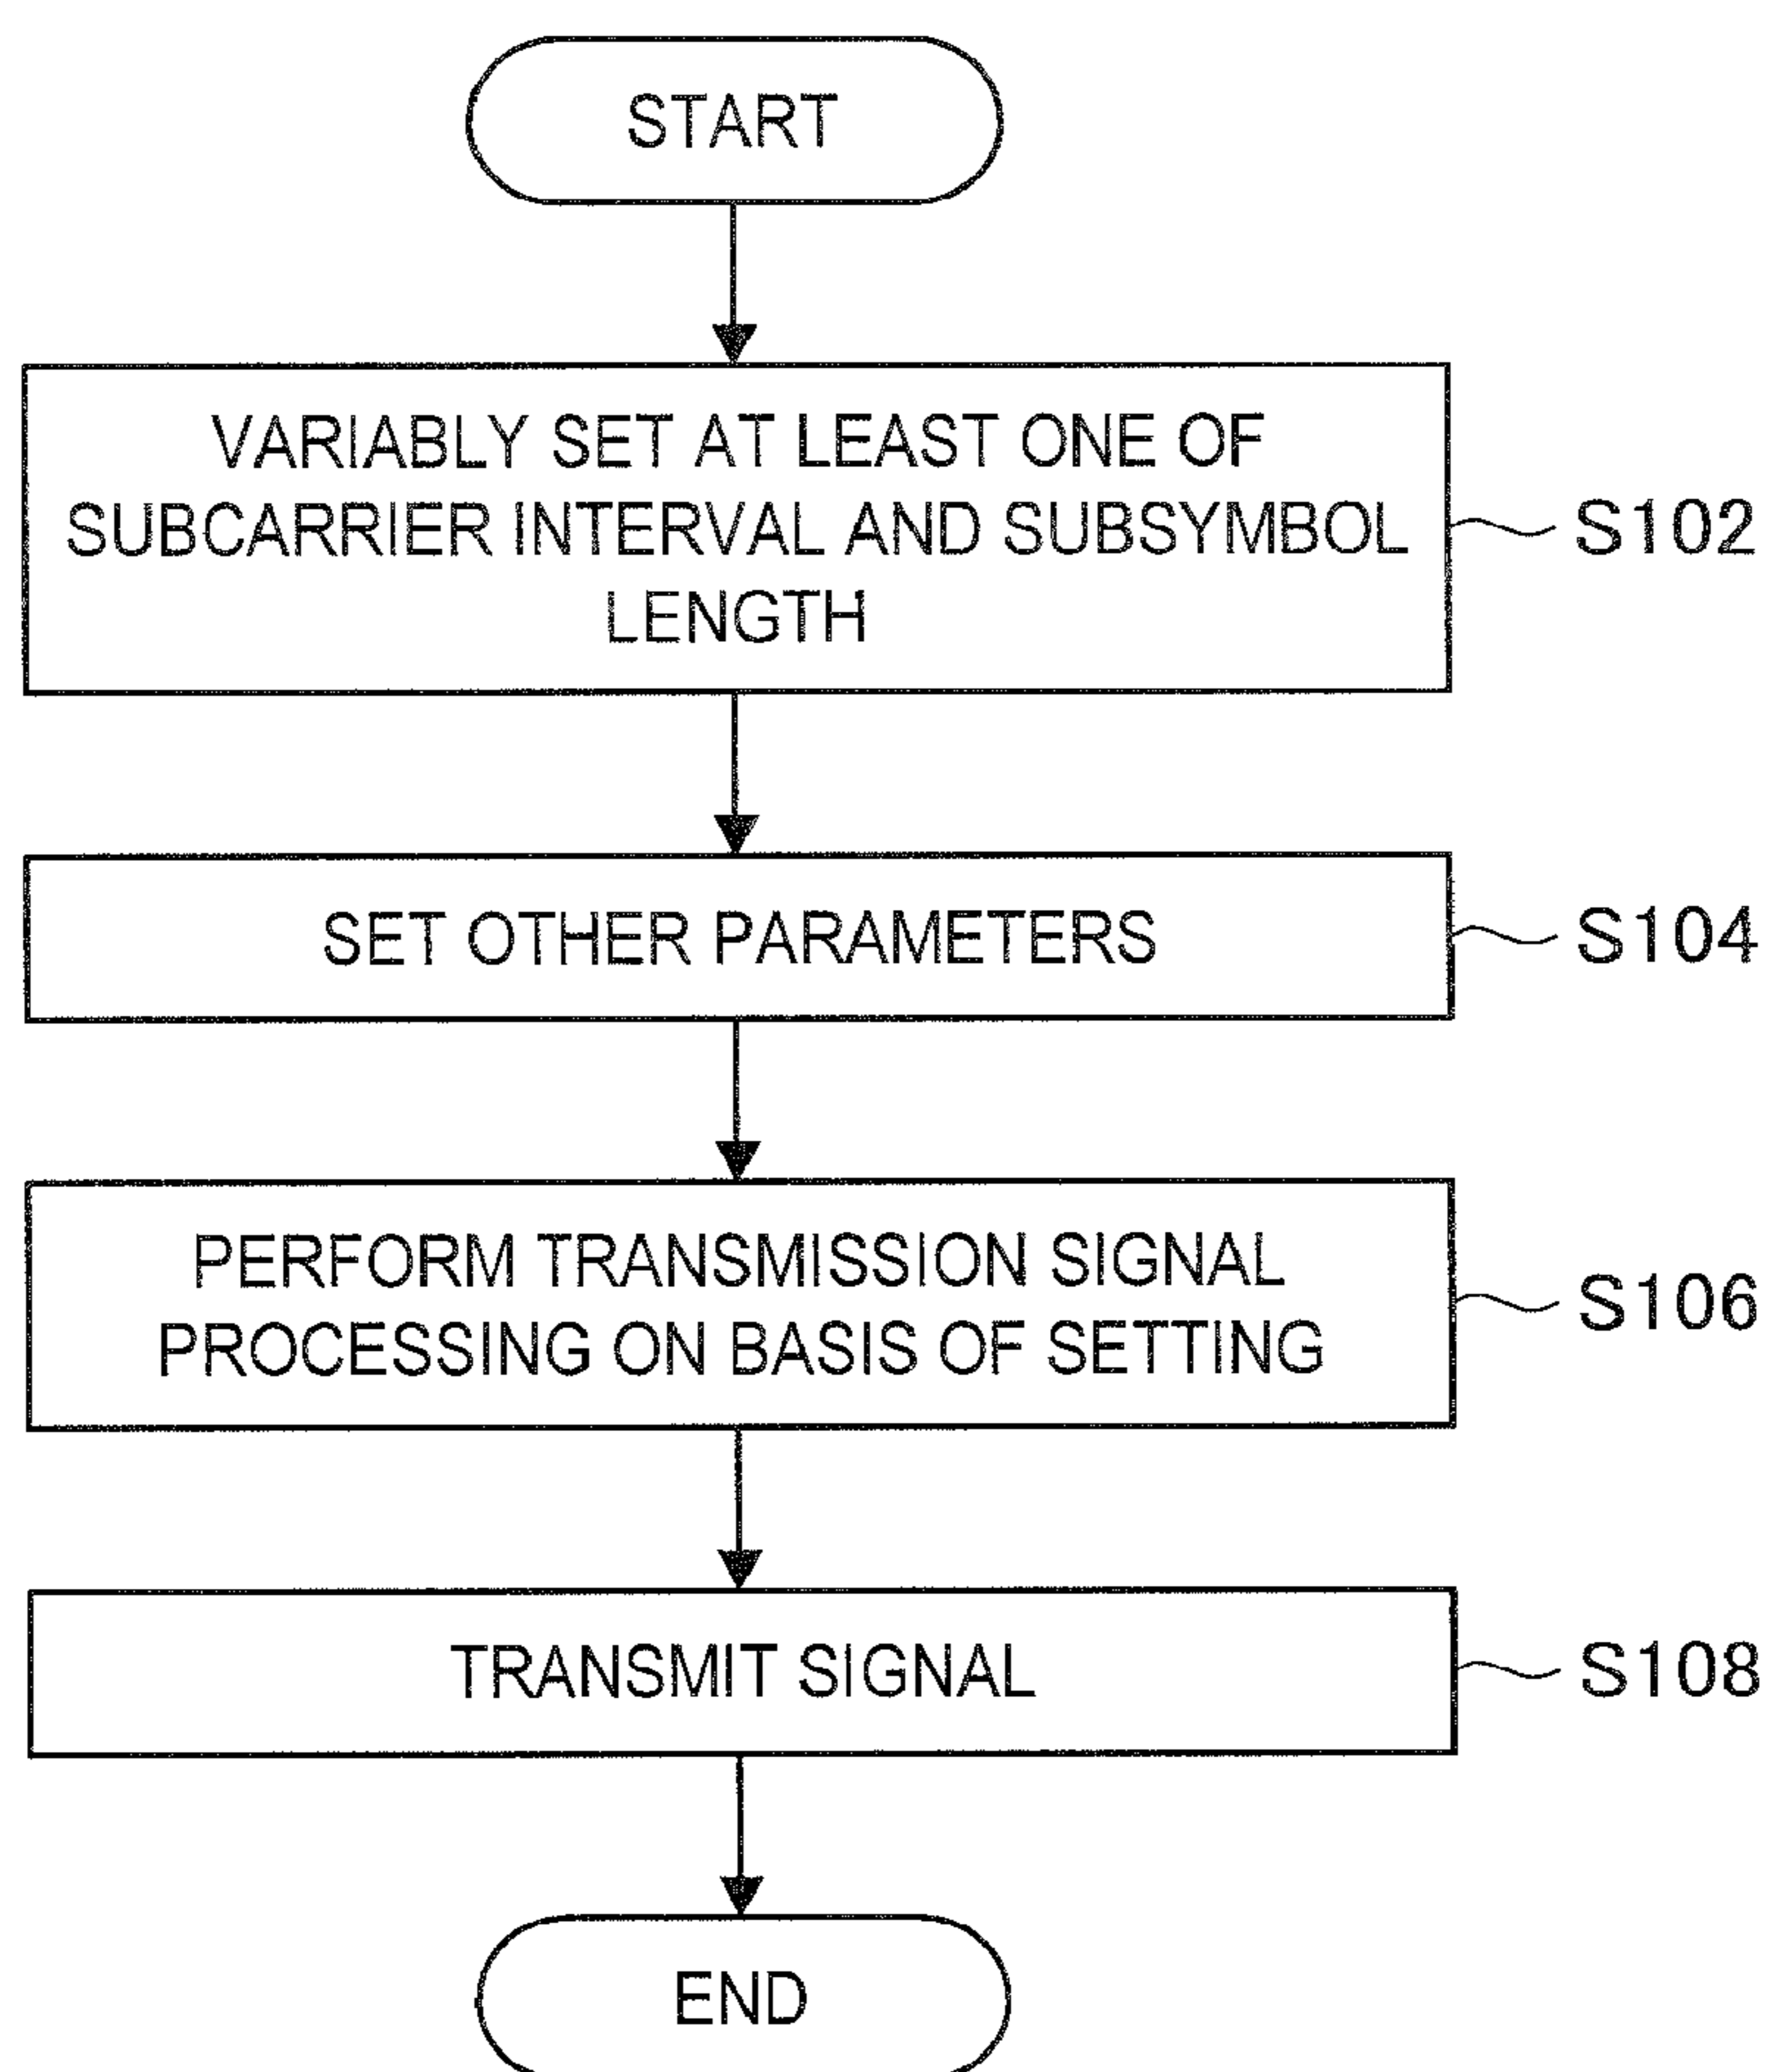 START
VARIABLY SET AT LEAST ONE OF
SUBCARRIER INTERVAL AND SUBSYMBOL
LENGTH
S102
SET OTHER PARAMETERS
S104
PERFORM TRANSMISSION SIGNAL
PROCESSING ON BASIS OF SETTING
S106
TRANSMIT SIGNAL
S108
END